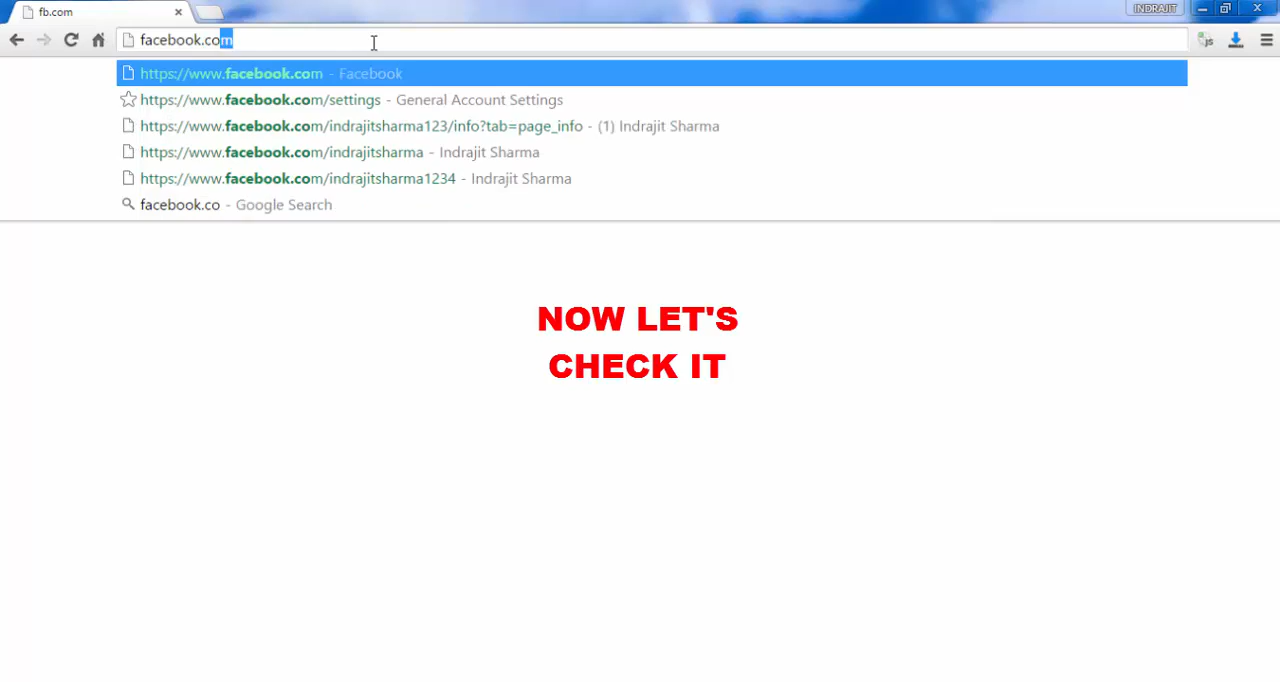 fb.com
INDRAJIT
facebook.com
js
https://www.facebook.com - Facebook
https://www.facebook.com/settings - General Account Settings
https://www.facebook.com/indrajitsharma123/info?tab=page_info - (1) Indrajit Sharma
https://www.facebook.com/indrajitsharma - Indrajit Sharma
https://www.facebook.com/indrajitsharma1234 - Indrajit Sharma
facebook.co - Google Search
NOW LET'S
CHECK IT